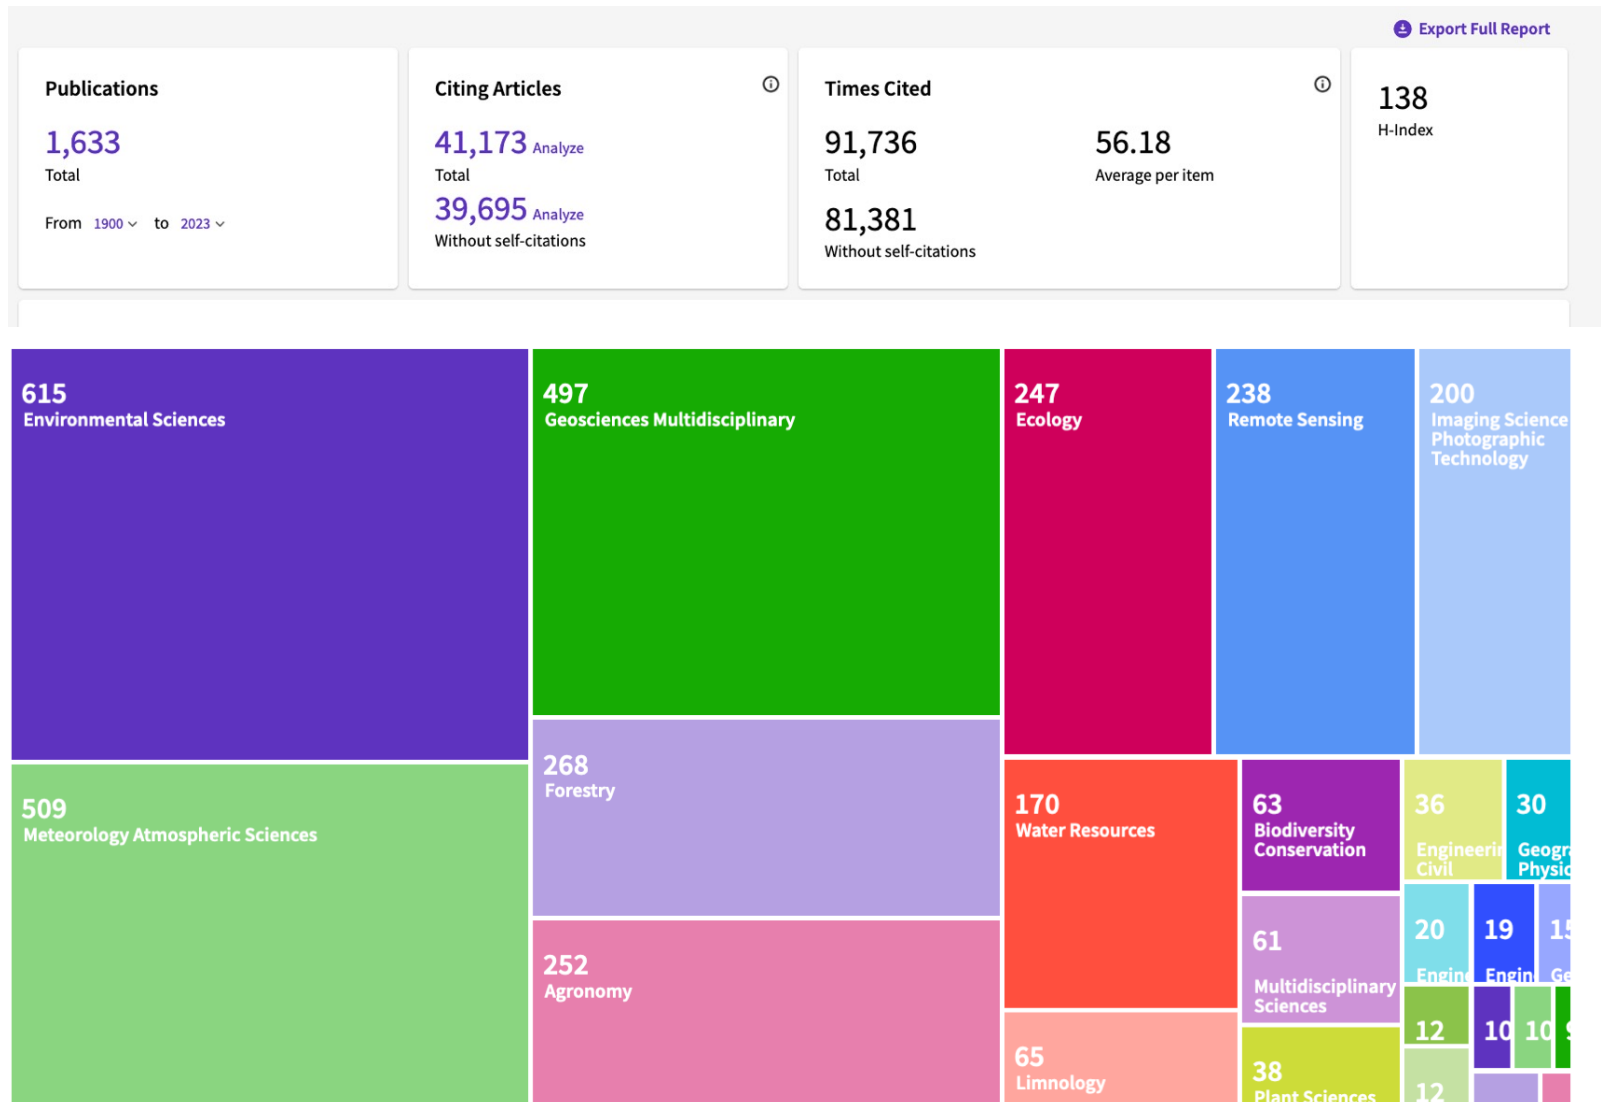 Export Full Report
Publications
1,633
Total
From 1900 to 2023
Citing Articles
41,173 Analyze
Total
39,695 Analyze
Without self-citations
Times Cited
91,736
Total
81,381
Without self-citations
56.18
Average per item
138
H-Index
615
Environmental Sciences
509
Meteorology Atmospheric Sciences
497
Geosciences Multidisciplinary
268
Forestry
252
Agronomy
247
Ecology
238
Remote Sensing
200
Imaging Science
Photographic
Technology
170
Water Resources
65
Limnology
63
Biodiversity
Conservation
61
Multidisciplinary
Sciences
38
Plant Sciences
36
Civil
30
20
19
12
10
10
12